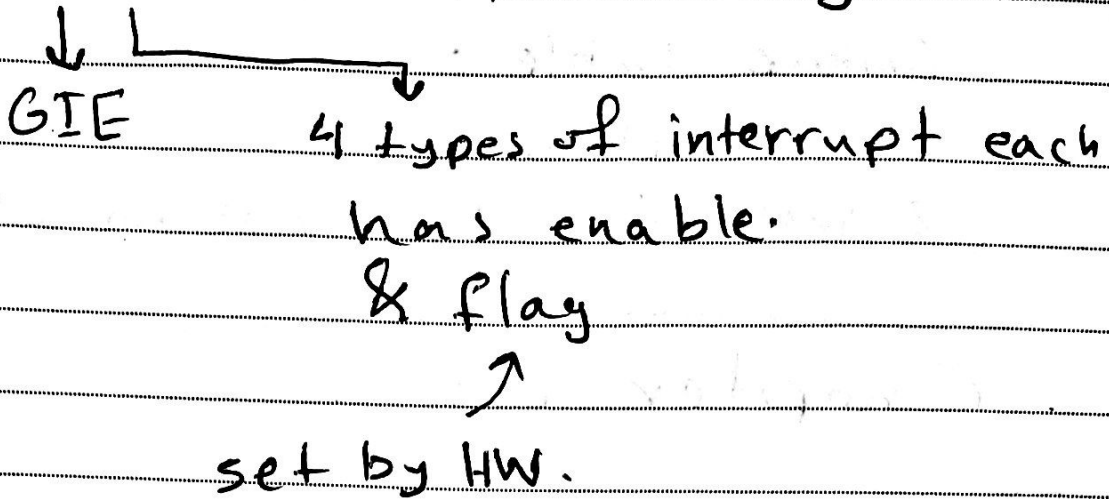 GIE
4 types of interrupt each
has enable.
& flag
set by HW.